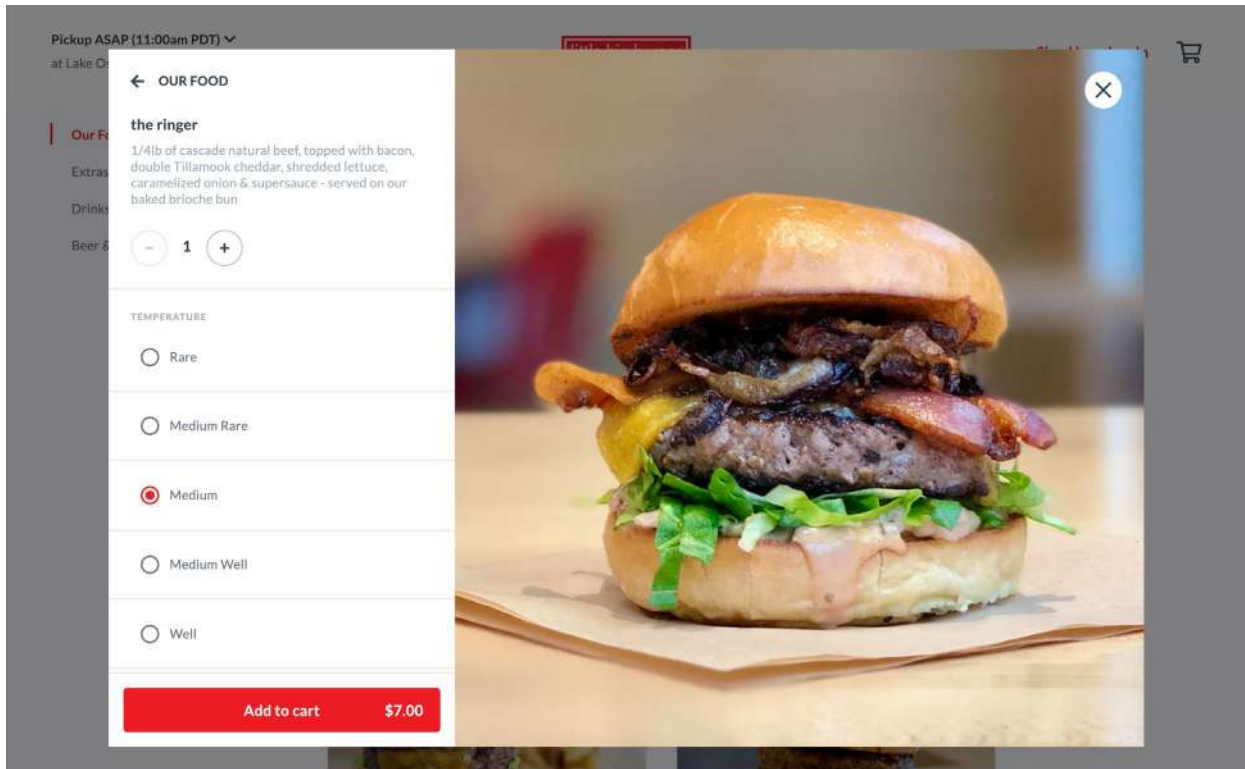 Pickup ASAP (11:00am PDT)
at Lake
OUR FOOD
the ringer
1/4lb of cascade natural beef, topped with bacon,
double Tillamook cheddar, shredded lettuce,
caramelized onion & supersauce - served on our
baked brioche bun
- 1 +
TEMPERATURE
Rare
Medium Rare
Medium
Medium Well
Well
Add to cart $7.00
Our
Extras
Drinks
Beer &